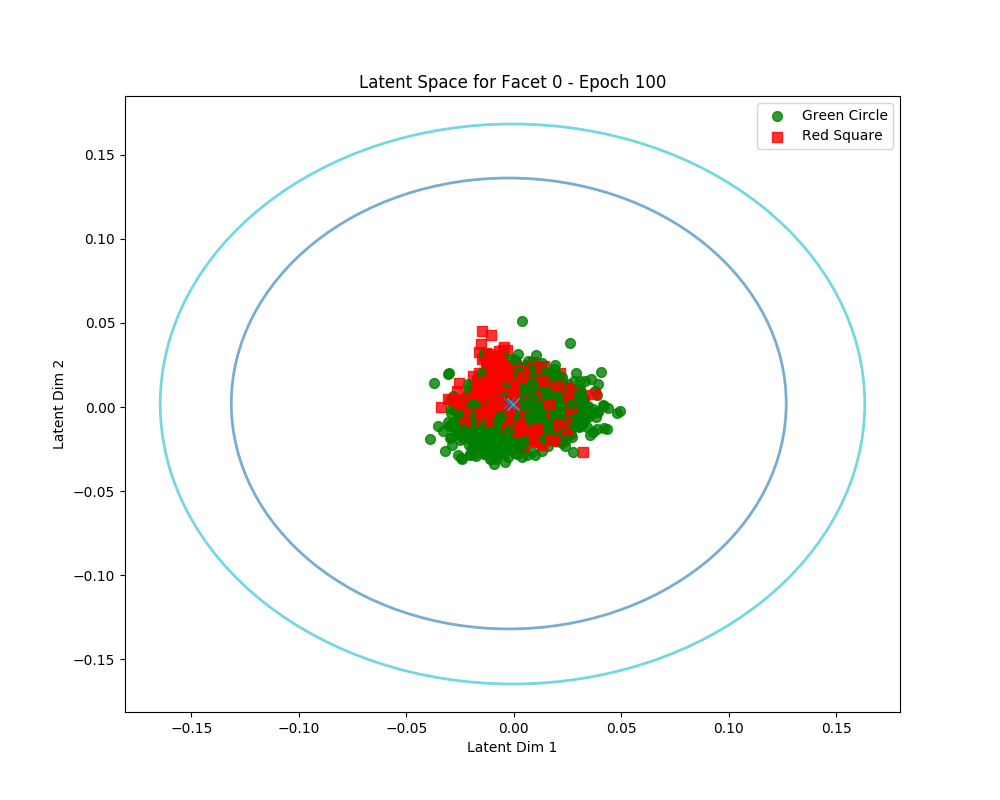 Latent Space for Facet 0 - Epoch 100
Green Circle
Red Square
0.15
0.10
0.05
0.00
−0.05
−0.10
−0.15
Latent Dim 2
−0.15 −0.10 −0.05 0.00 0.05 0.10 0.15
Latent Dim 1